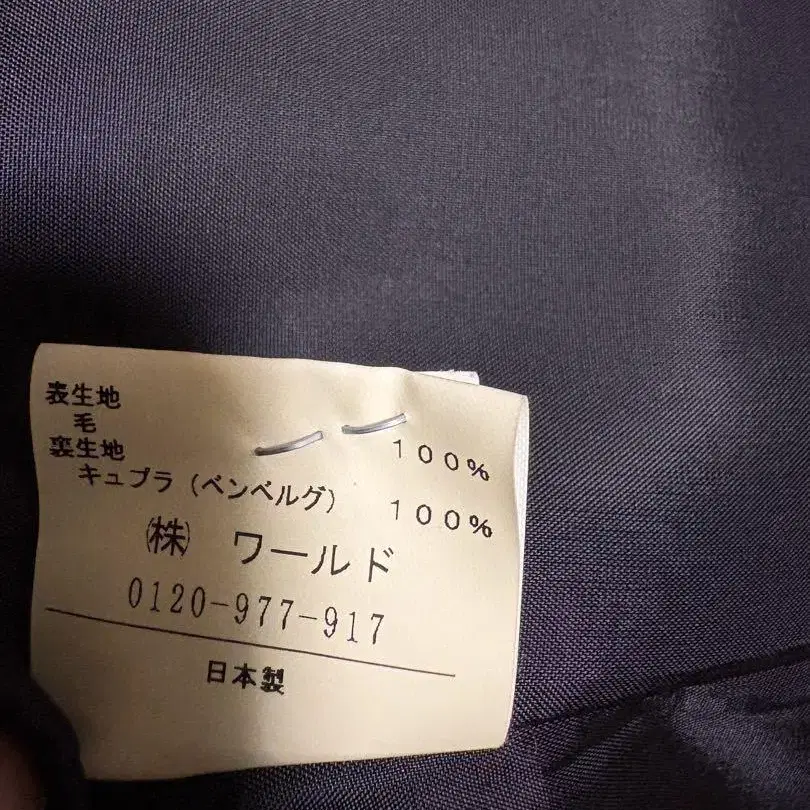 表生地
毛 100%
裏生地
キュプラ(ベンベルグ) 100%
㈱ ワールド
0120-977-917
日本製